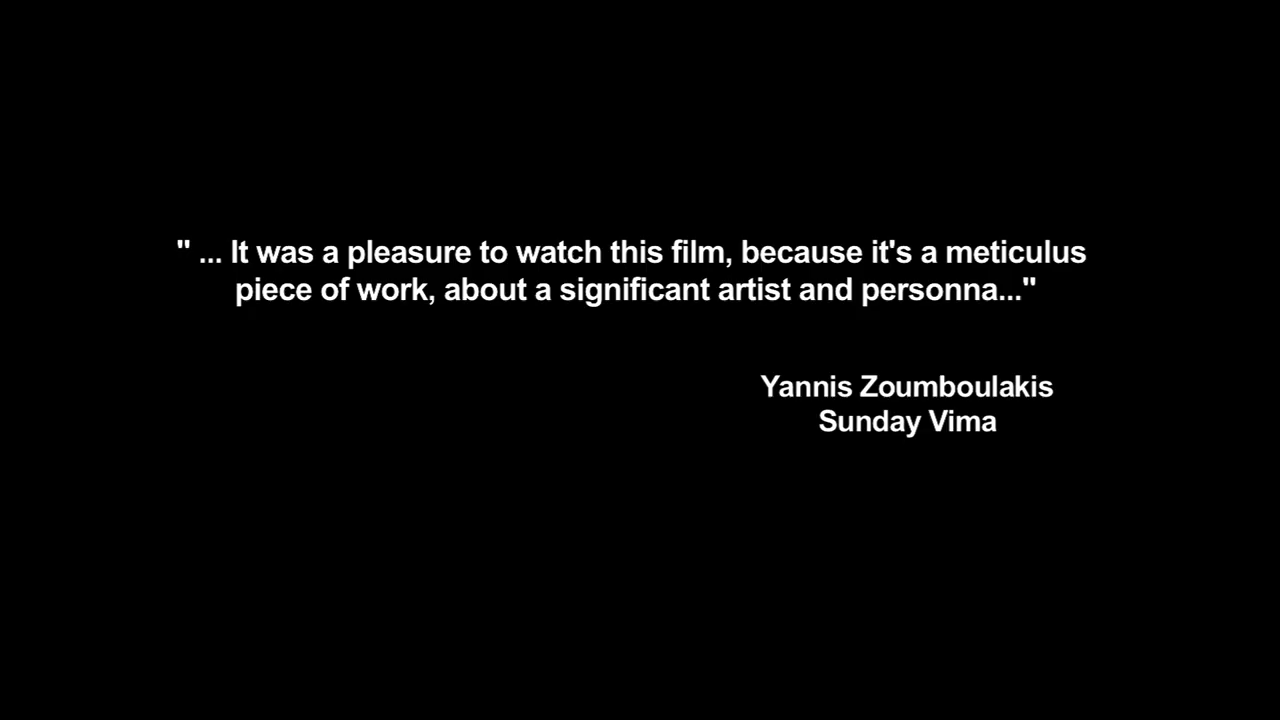 " ... It was a pleasure to watch this film, because it's a meticulus
piece of work, about a significant artist and personna..."
Yannis Zoumboulakis
Sunday Vima